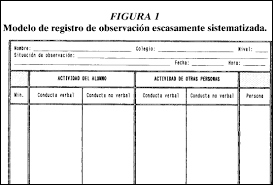 FIGURA 1
Modelo de registro de observación escasamente sistematizada.
Nombre: Colegio: Nivel:
Situación de observación:
Fecha: Hora:
ACTIVIDAD DEL ALUMNO ACTIVIDAD DE OTRAS PERSONAS
Min. Conducta verbal Conducta no verbal Persona Conducta verbal Conducta no verbal